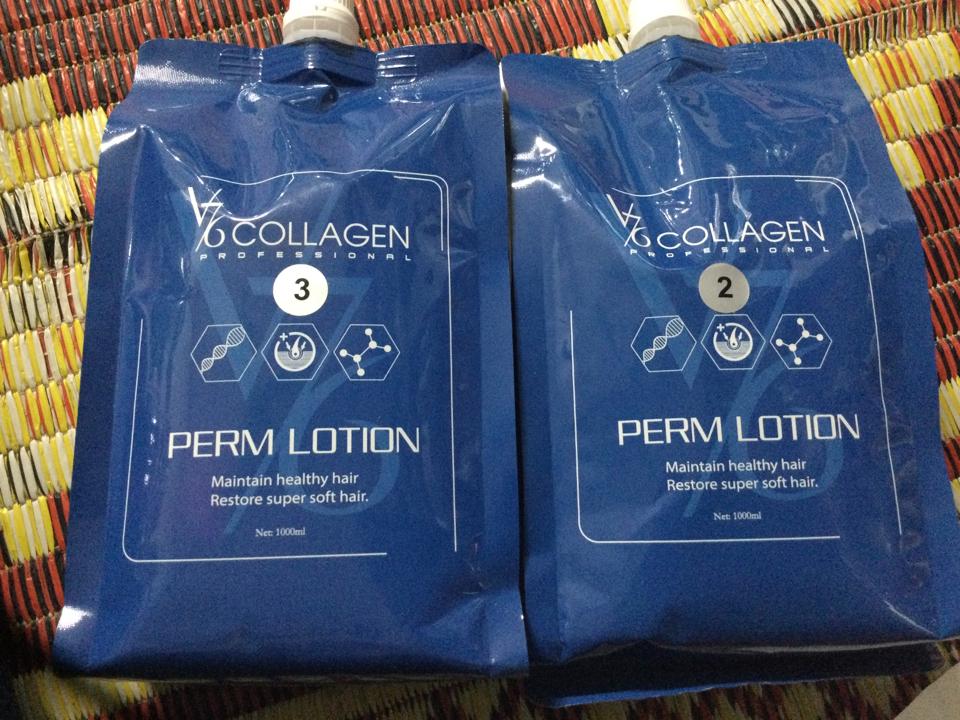 V76 COLLAGEN
PROFESSIONAL
3
PERM LOTION
Maintain healthy hair
Restore super soft hair.
Net: 1000ml
V76 COLLAGEN
PROFESSIONAL
2
PERM LOTION
Maintain healthy hair
Restore super soft hair.
Net: 1000ml